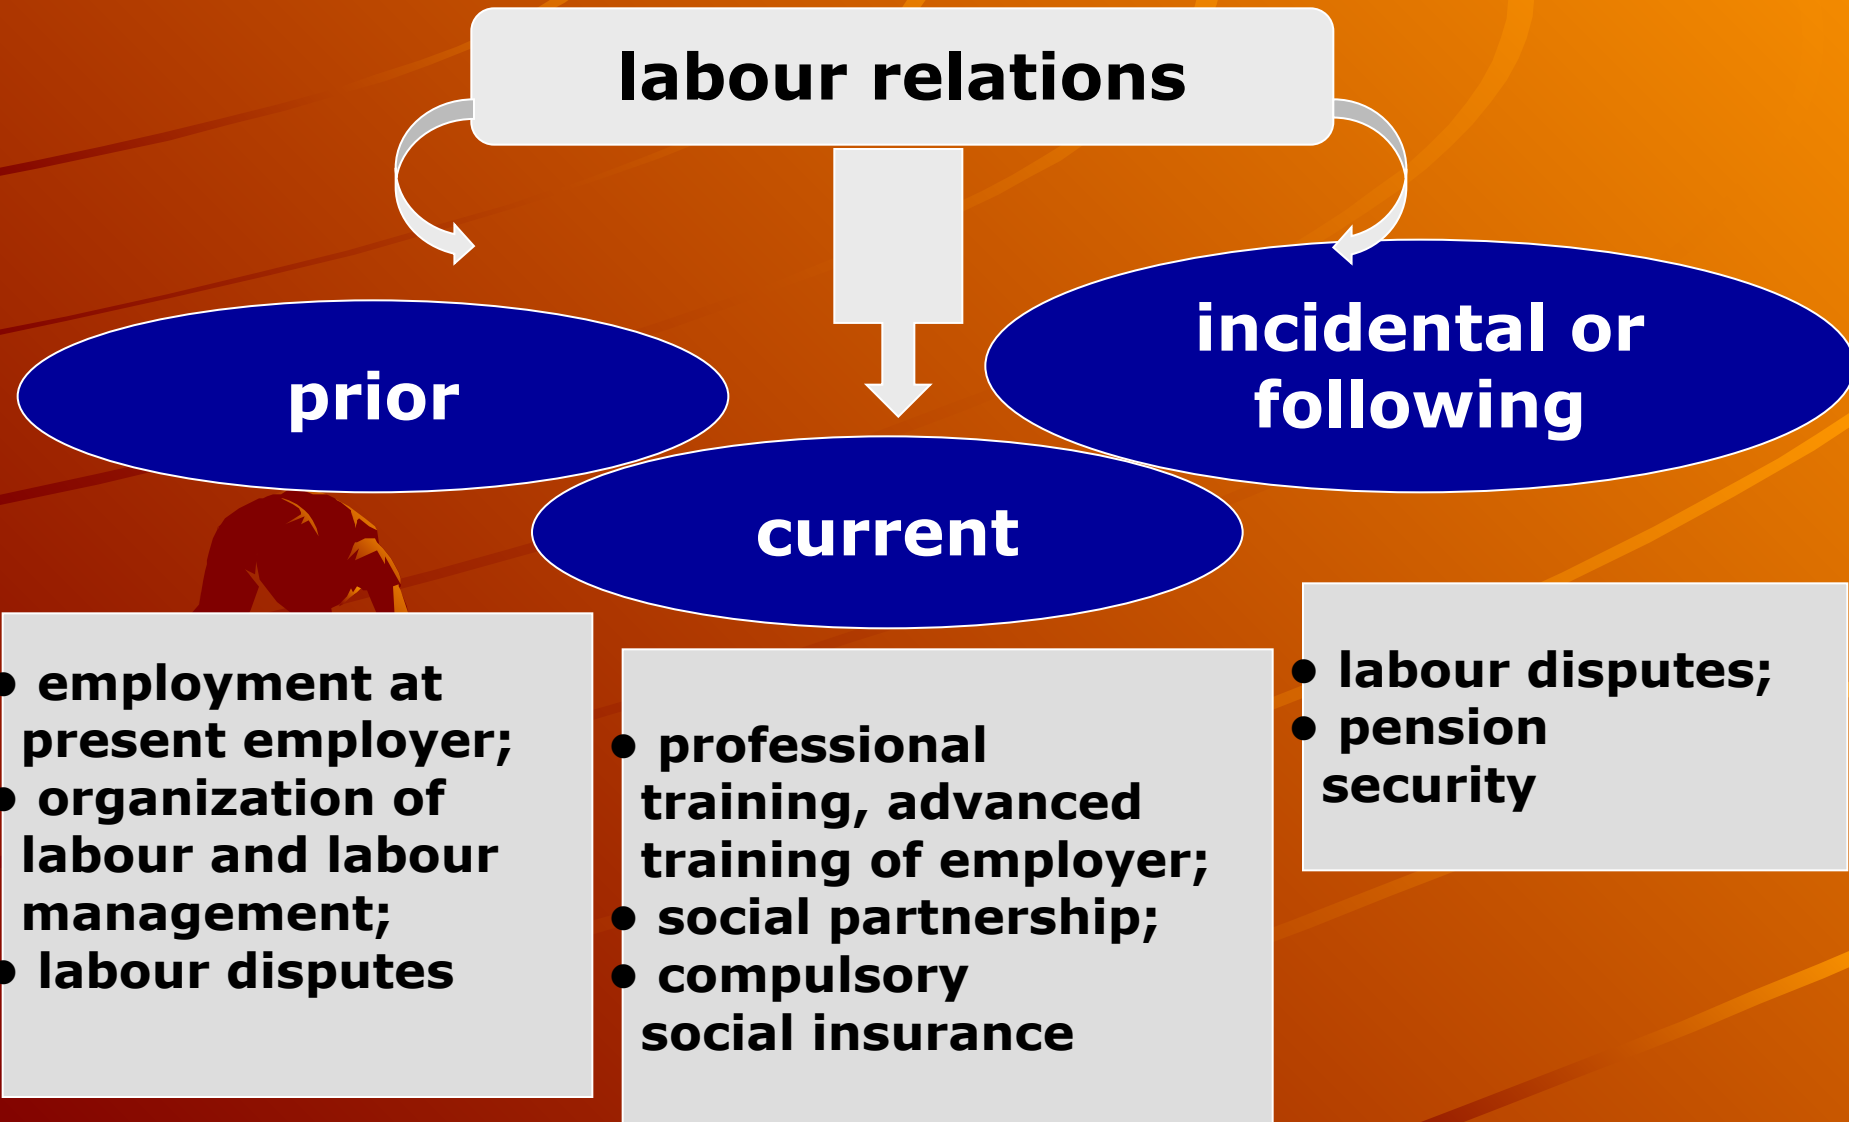 labour relations
prior
incidental or
following
current
• employment at
present employer;
• organization of
labour and labour
management;
• labour disputes
• professional
training, advanced
training of employer;
• social partnership;
• compulsory
social insurance
• labour disputes;
• pension
security